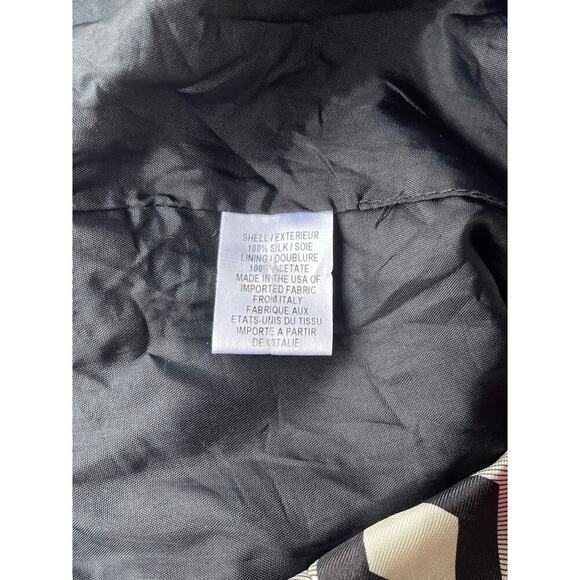 SHELL/EXTERIEUR
100% SILK/SOIE
LINING/DOUBLURE
100% ACETATE
MADE IN THE USA OF
IMPORTED FABRIC
FROM ITALY
FABRIQUE AUX
ETATS-UNIS DU TISSU
IMPORTE A PARTIR
DE L'ITALIE